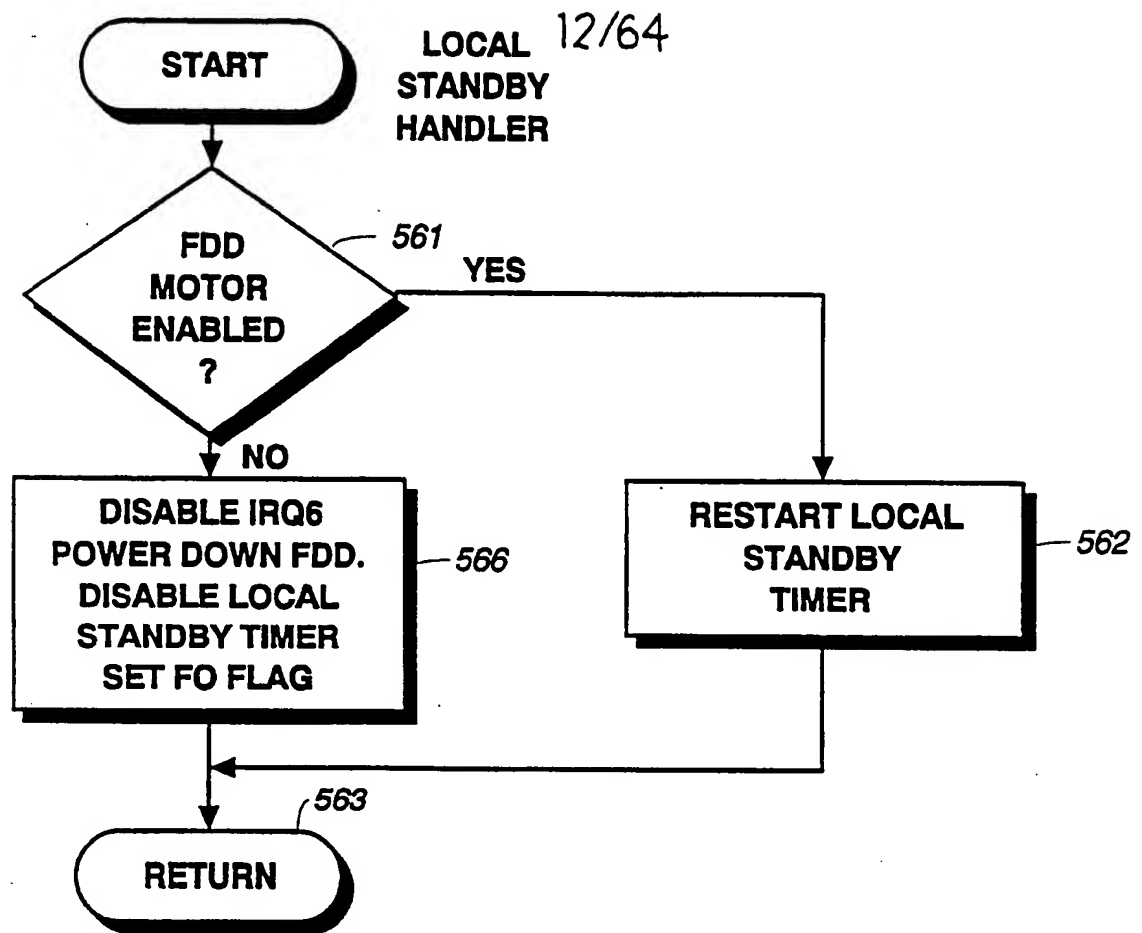 12/64
START
LOCAL
STANDBY
HANDLER
FDD
MOTOR
ENABLED
?
561
YES
NO
DISABLE IRQ6
POWER DOWN FDD.
DISABLE LOCAL
STANDBY TIMER
SET FO FLAG
566
RESTART LOCAL
STANDBY
TIMER
562
563
RETURN